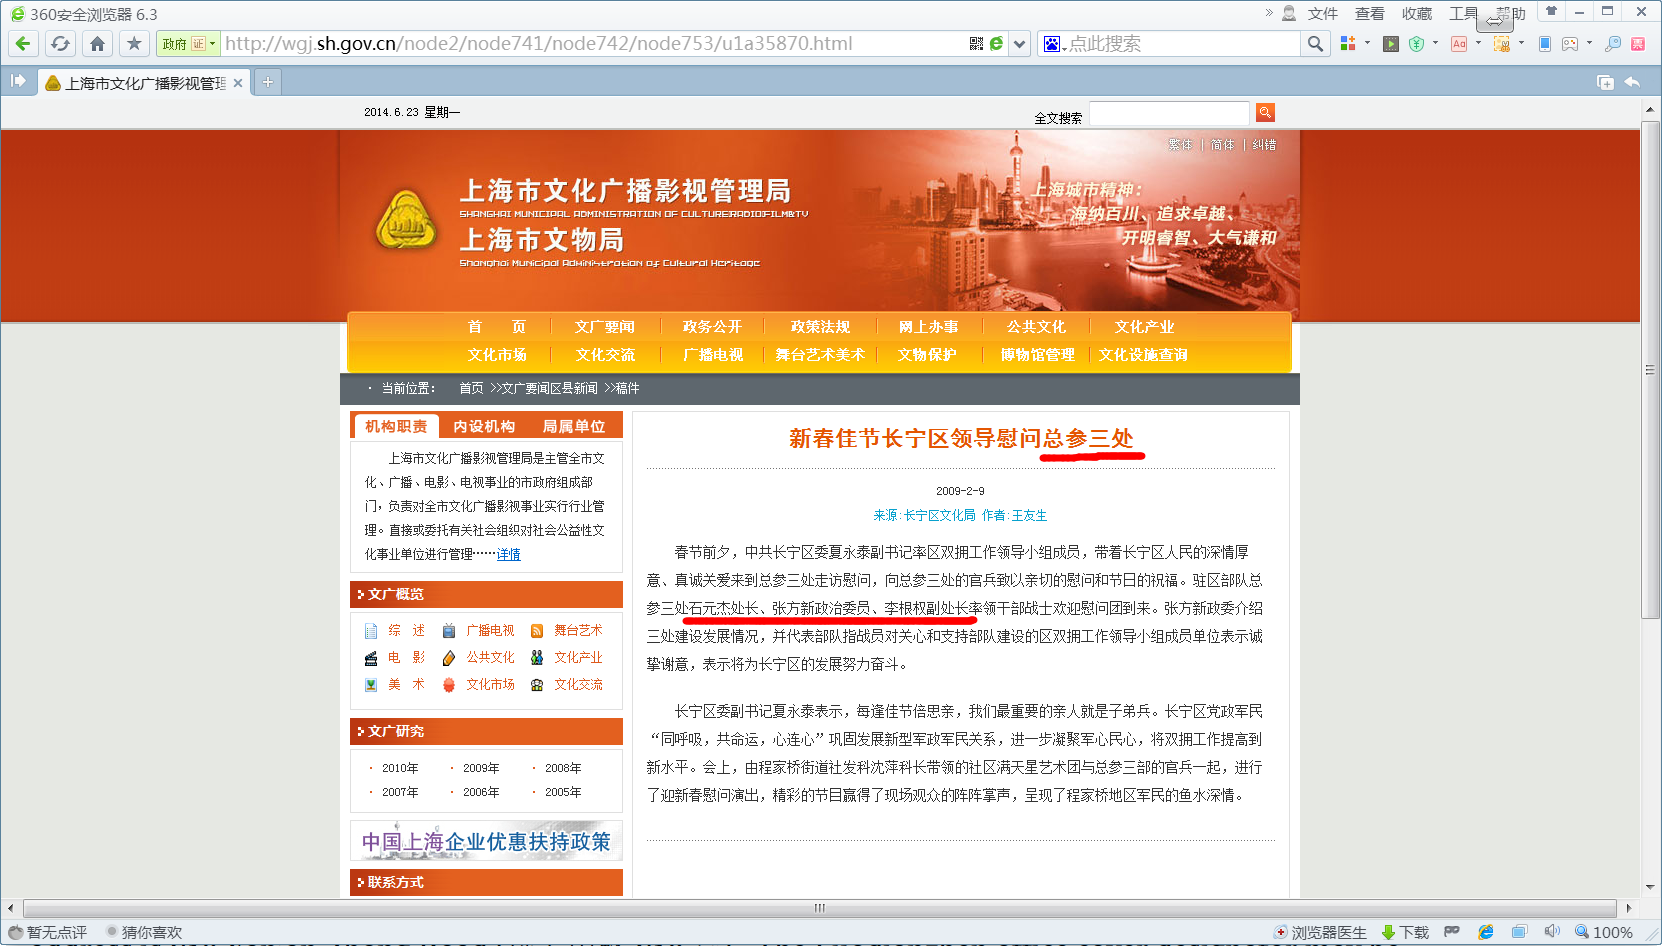 360安全浏览器 6.3
» 文件 查看 收藏 工具 帮助
政府 证 http://wgj.sh.gov.cn/node2/node741/node742/node753/u1a35870.html
点此搜索
上海市文化广播影视管理
2014.6.23 星期一
全文搜索
繁体 | 简体 | 纠错
上海市文化广播影视管理局
SHANGHAI MUNICIPAL ADMINISTRATION OF CULTURE,RADIO,FILM&TV
上海市文物局
Shanghai Municipal Administration of Cultural Heritage
上海城市精神：
海纳百川、追求卓越、
开明睿智、大气谦和
首 页 文广要闻 政务公开 政策法规 网上办事 公共文化 文化产业
文化市场 文化交流 广播电视 舞台艺术美术 文物保护 博物馆管理 文化设施查询
· 当前位置： 首页 >>文广要闻区县新闻 >>稿件
机构职责 内设机构 局属单位
上海市文化广播影视管理局是主管全市文
化、广播、电影、电视事业的市政府组成部
门，负责对全市文化广播影视事业实行行业管
理。直接或委托有关社会组织对社会公益性文
化事业单位进行管理……详情
文广概览
综 述 广播电视 舞台艺术
电 影 公共文化 文化产业
美 术 文化市场 文化交流
文广研究
· 2010年 · 2009年 · 2008年
· 2007年 · 2006年 · 2005年
中国上海企业优惠扶持政策
联系方式
新春佳节长宁区领导慰问总参三处
2009-2-9
来源:长宁区文化局 作者:王友生
春节前夕，中共长宁区委夏永泰副书记率区双拥工作领导小组成员，带着长宁区人民的深情厚
意、真诚关爱来到总参三处走访慰问，向总参三处的官兵致以亲切的慰问和节日的祝福。驻区部队总
参三处石元杰处长、张方新政治委员、李根权副处长率领干部战士欢迎慰问团到来。张方新政委介绍
三处建设发展情况，并代表部队指战员对关心和支持部队建设的区双拥工作领导小组成员单位表示诚
挚谢意，表示将为长宁区的发展努力奋斗。
长宁区委副书记夏永泰表示，每逢佳节倍思亲，我们最重要的亲人就是子弟兵。长宁区党政军民
“同呼吸，共命运，心连心”巩固发展新型军政军民关系，进一步凝聚军心民心，将双拥工作提高到
新水平。会上，由程家桥街道社发科沈萍科长带领的社区满天星艺术团与总参三部的官兵一起，进行
了迎新春慰问演出，精彩的节目赢得了现场观众的阵阵掌声，呈现了程家桥地区军民的鱼水深情。
暂无点评 猜你喜欢 浏览器医生 下载 100%